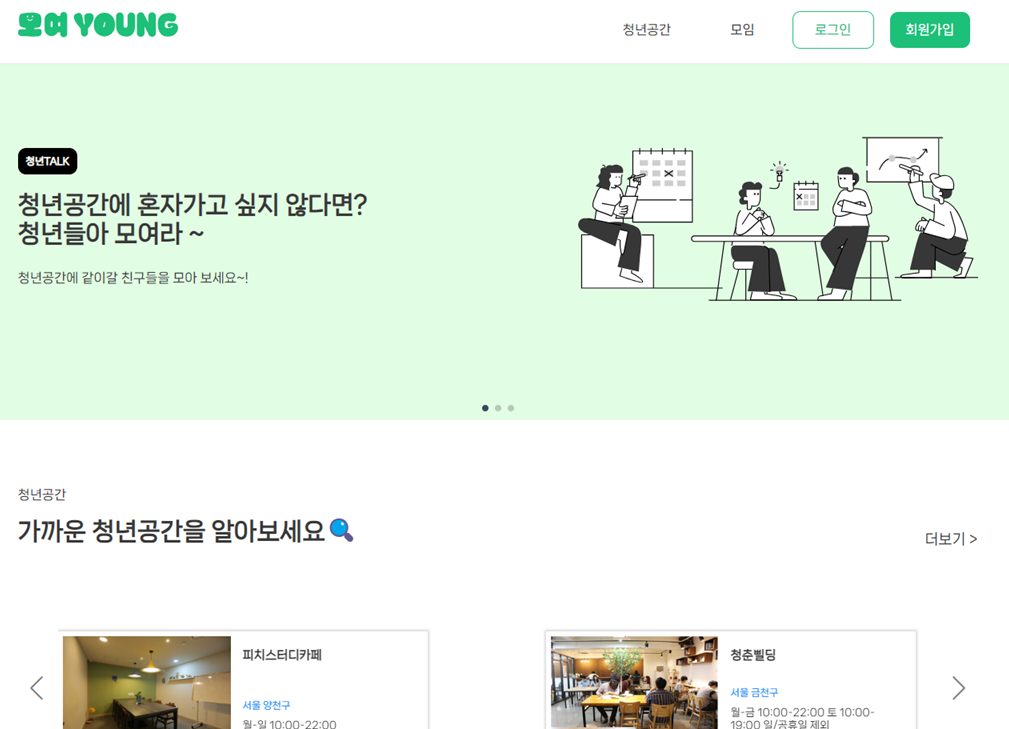 모여 YOUNG
청년공간
모임
로그인
회원가입
청년TALK
청년공간에 혼자가고 싶지 않다면?
청년들아 모여라 ~
청년공간에 같이갈 친구들을 모아 보세요~!
청년공간
가까운 청년공간을 알아보세요
더보기 >
피치스터디카페
서울 양천구
월-일 10:00-22:00
청춘삘딩
서울 금천구
월-금 10:00-22:00 토 10:00-
19:00 일/공휴일 제외